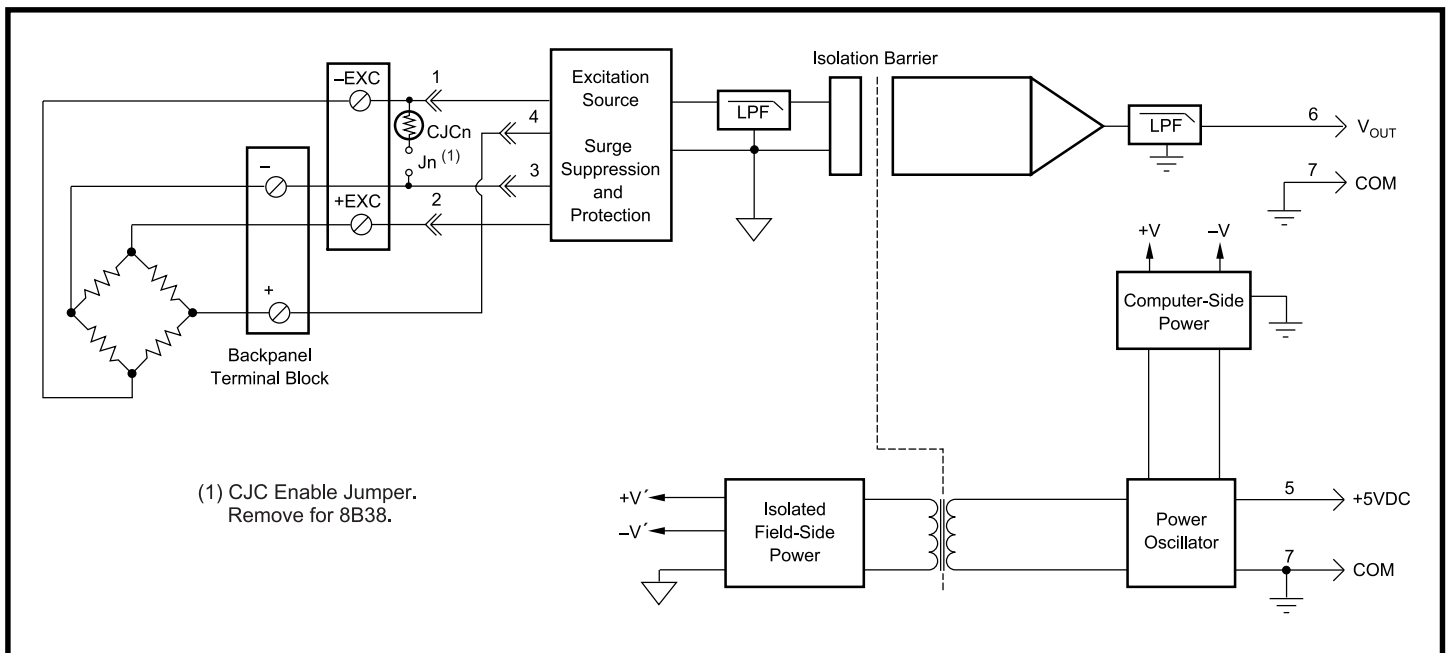 Isolation Barrier
–EXC
1
Excitation
Source
LPF
CJCn
4
Jn (1)
LPF
6
VOUT
–
3
Surge
Suppression
and
Protection
7
COM
+EXC
2
+V
–V
+
Computer-Side
Power
Backpanel
Terminal Block
(1) CJC Enable Jumper.
Remove for 8B38.
+V´
–V´
Isolated
Field-Side
Power
Power
Oscillator
5
+5VDC
7
COM